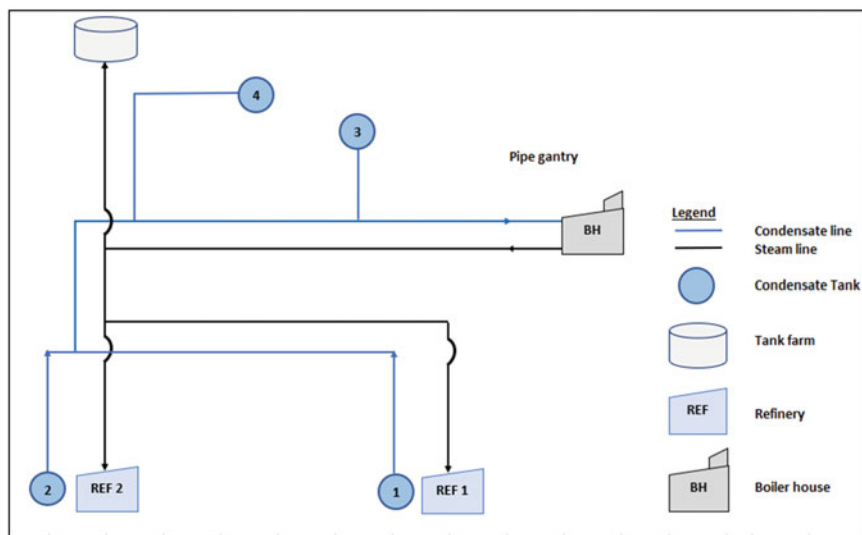 4
3
Pipe gantry
BH
Legend
Condensate line
Steam line
Condensate Tank
Tank farm
REF
Refinery
2
REF 2
1
REF 1
BH
Boiler house